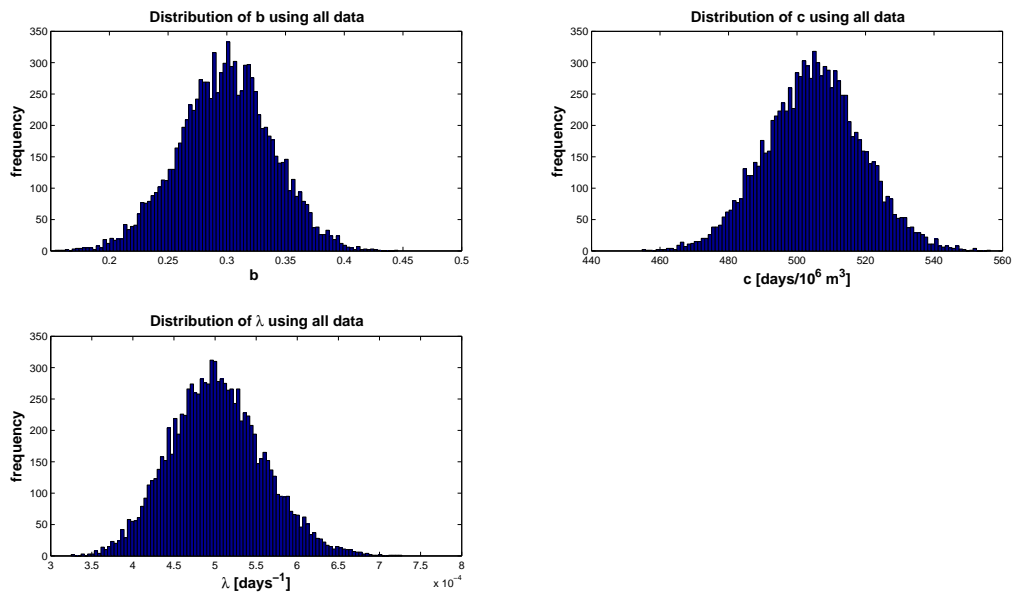 Distribution of b using all data
350
300
250
200
150
100
50
0
frequency
0.2 0.25 0.3 0.35 0.4 0.45 0.5
b
Distribution of c using all data
350
300
250
200
150
100
50
0
frequency
440 460 480 500 520 540 560
c [days/10⁶ m³]
Distribution of λ using all data
350
300
250
200
150
100
50
0
frequency
3 3.5 4 4.5 5 5.5 6 6.5 7 7.5 8
x 10⁻⁴
λ [days⁻¹]